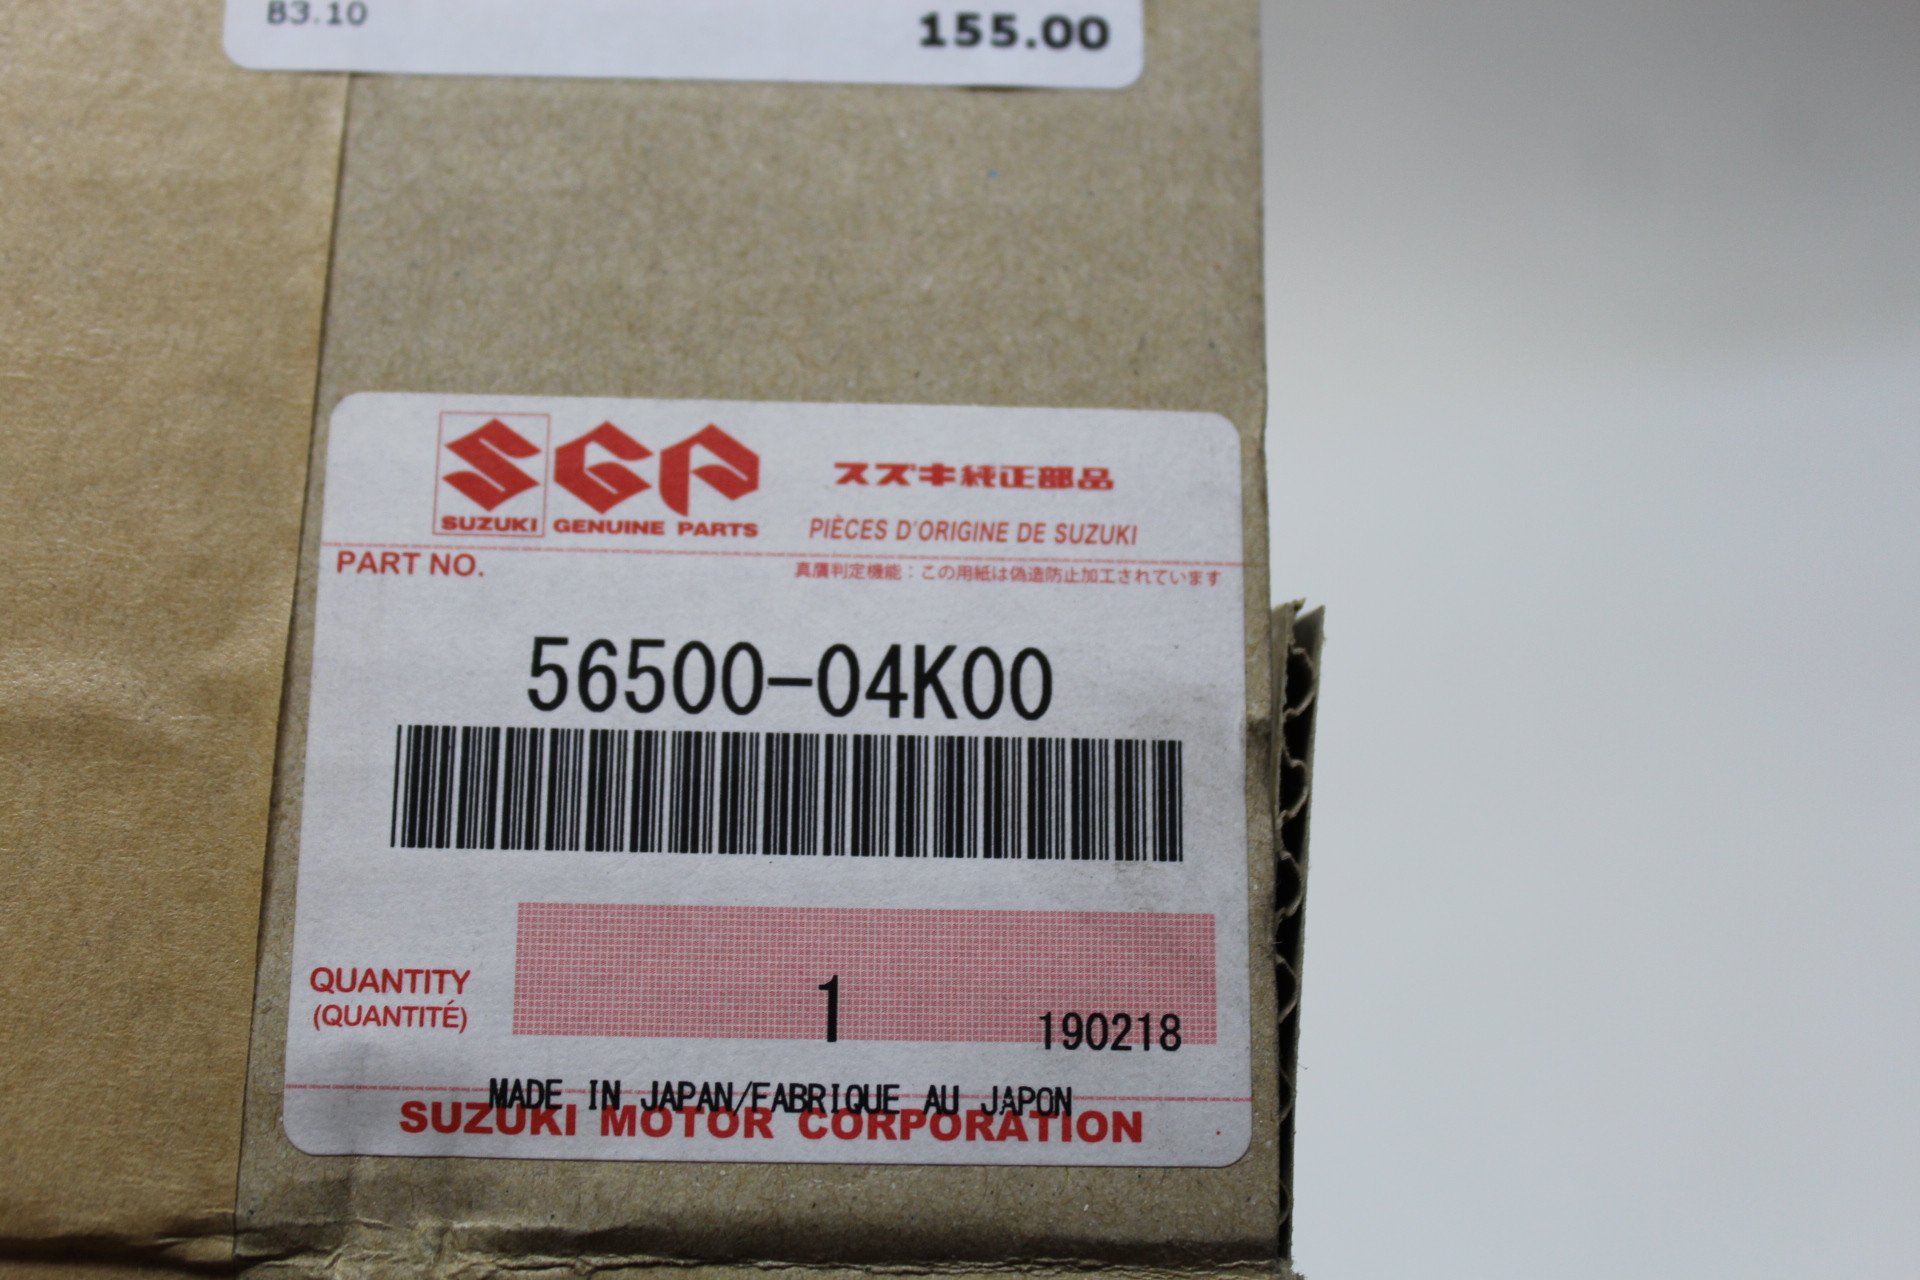 B3.10
155.00
SUZUKI
SGP
GENUINE PARTS
スズキ純正部品
PIÈCES D'ORIGINE DE SUZUKI
PART NO.
真贋判定機能：この用紙は偽造防止加工されています
56500-04K00
QUANTITY
(QUANTITÉ)
1
190218
MADE IN JAPAN/FABRIQUE AU JAPON
SUZUKI MOTOR CORPORATION